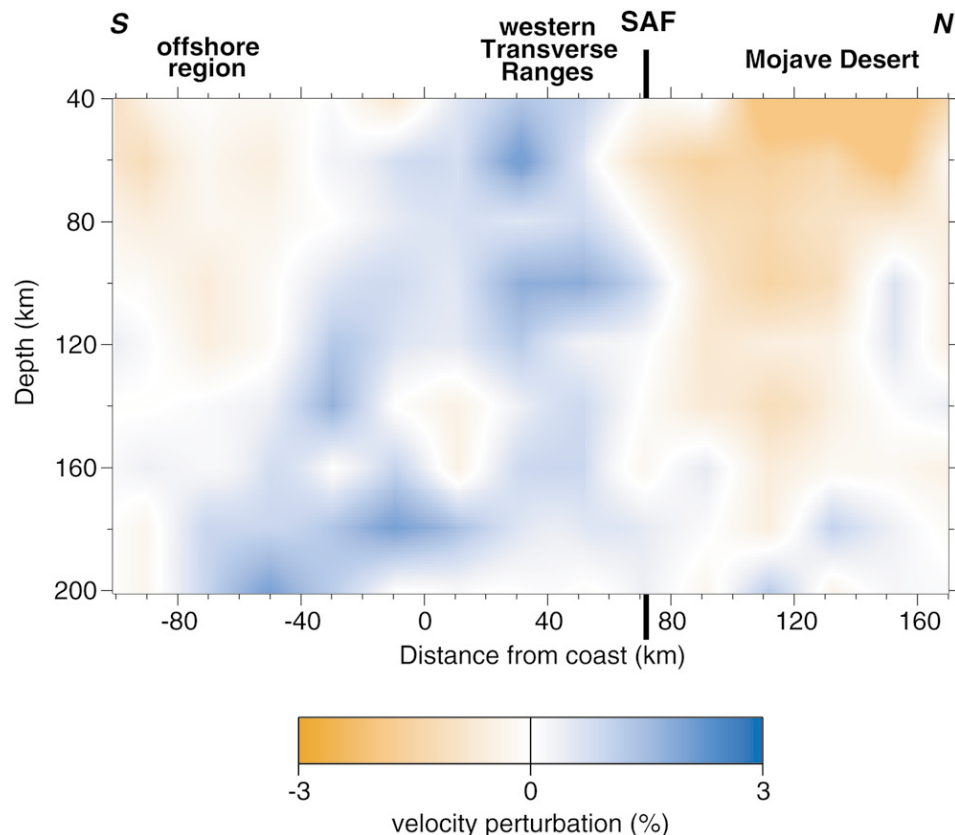 S
offshore
region
western
Transverse
Ranges
SAF
Mojave Desert
N
40
80
120
160
200
Depth (km)
-80
-40
0
40
80
120
160
Distance from coast (km)
-3
0
3
velocity perturbation (%)